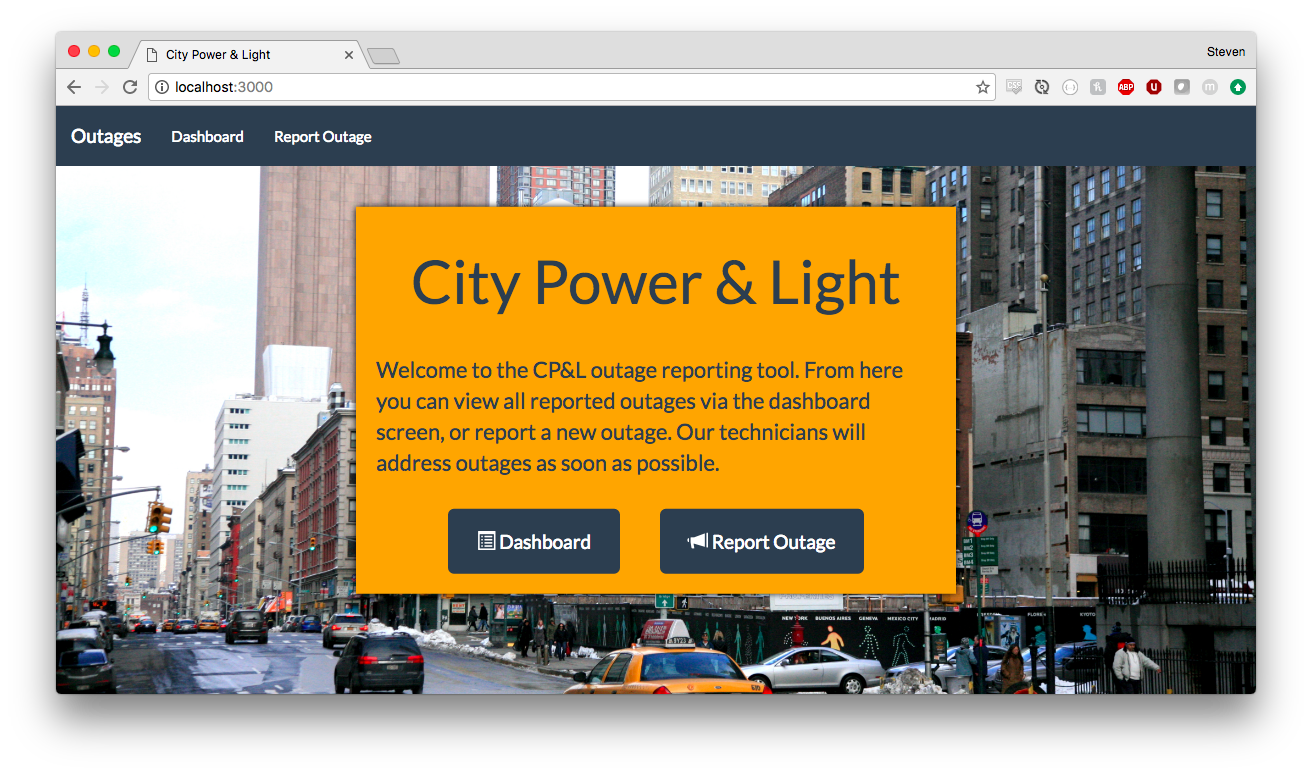 City Power & Light
Steven
localhost:3000
ABP
Outages Dashboard Report Outage
City Power & Light
Welcome to the CP&L outage reporting tool. From here
you can view all reported outages via the dashboard
screen, or report a new outage. Our technicians will
address outages as soon as possible.
Dashboard Report Outage
NEW YORK BUENOS AIRES GENEVA MEXICO CITY MADRID
KYOTO